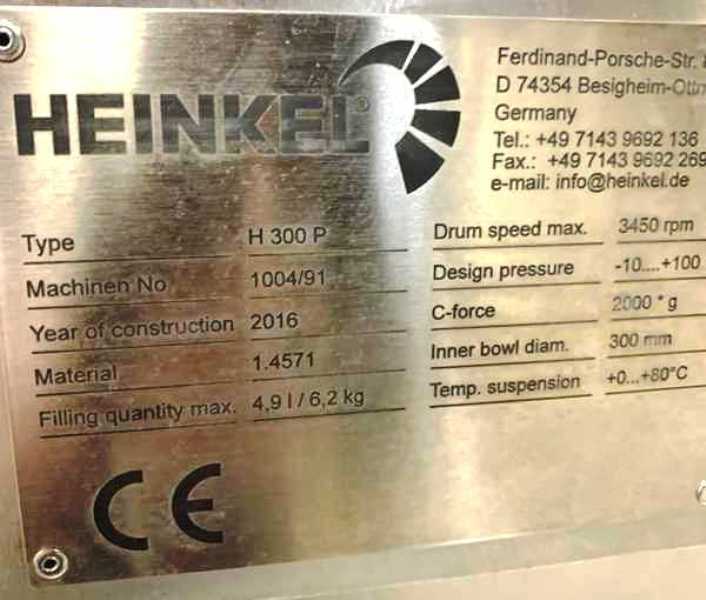 HEINKEL®
Ferdinand-Porsche-Str.
D 74354 Besigheim-Ottm
Germany
Tel.: +49 7143 9692 136
Fax.: +49 7143 9692 269
e-mail: info@heinkel.de
Type H 300 P
Machinen No 1004/91
Year of construction 2016
Material 1.4571
Filling quantity max. 4,9 l / 6,2 kg
Drum speed max. 3450 rpm
Design pressure -10....+100
C-force 2000 * g
Inner bowl diam. 300 mm
Temp. suspension +0...+80°C
CE